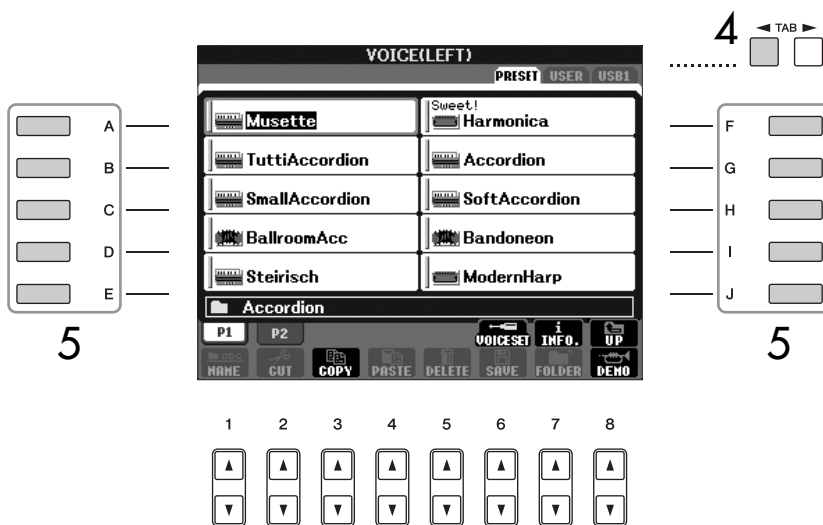 4 ◄ TAB ►
VOICE(LEFT)
PRESET USER USB1
A Musette Sweet! Harmonica F
B TuttiAccordion Accordion G
C SmallAccordion SoftAccordion H
D BallroomAcc Bandoneon I
E Steirisch ModernHarp J
Accordion
5 P1 P2 VOICESET i INFO. UP 5
abc
NAME CUT COPY PASTE DELETE SAVE FOLDER DEMO
1 2 3 4 5 6 7 8